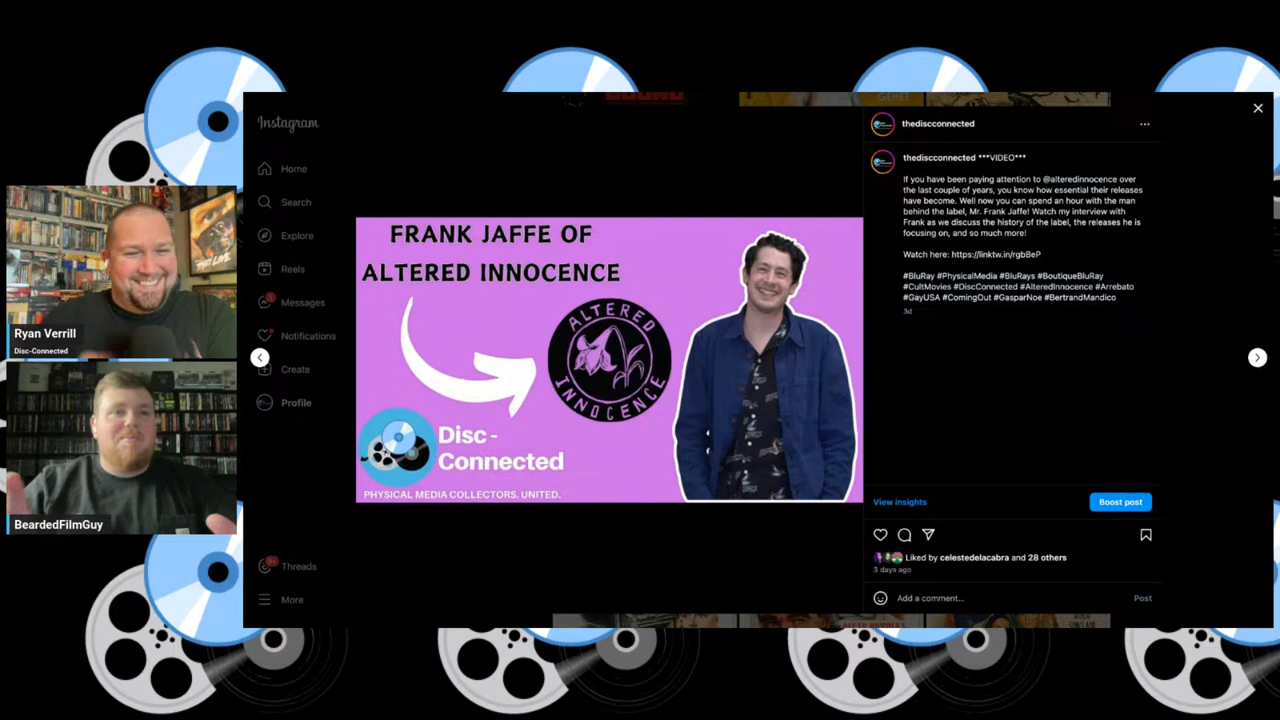 Instagram
Home
Search
Explore
Reels
Messages
Notifications
Create
Profile
Threads
More
Ryan Verrill
Disc-Connected
BeardedFilmGuy
THAT LIVE
FRANK JAFFE OF
ALTERED INNOCENCE
ALTERED
INNOCENCE
Disc -
Connected
PHYSICAL MEDIA COLLECTORS. UNITED.
thediscconnected
thediscconnected ***VIDEO***
If you have been paying attention to @alteredinnocence over
the last couple of years, you know how essential their releases
have become. Well now you can spend an hour with the man
behind the label, Mr. Frank Jaffe! Watch my interview with
Frank as we discuss the history of the label, the releases he is
focusing on, and so much more!
Watch here: https://linktw.in/rgbBeP
#BluRay #PhysicalMedia #BluRays #BoutiqueBluRay
#CultMovies #DiscConnected #AlteredInnocence #Arrebato
#GayUSA #ComingOut #GasparNoe #BertrandMandico
3d
View insights
Boost post
Liked by celestedelacabra and 28 others
3 days ago
Add a comment...
Post